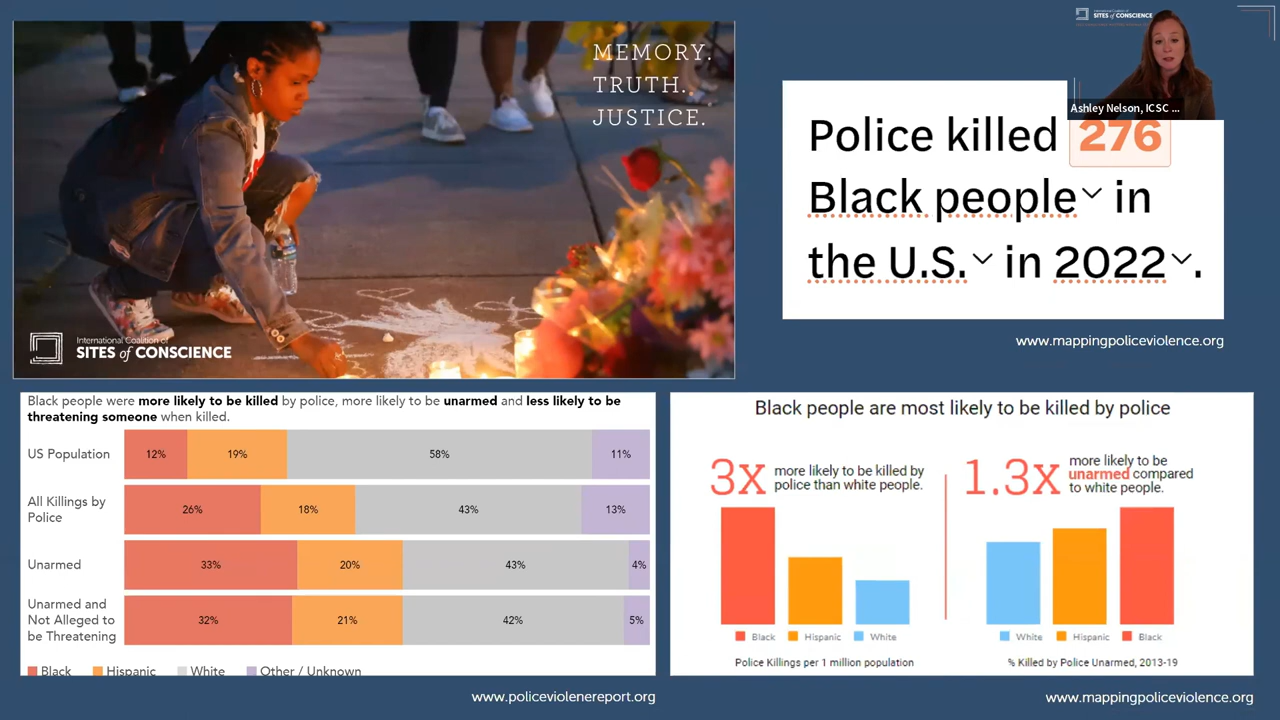 MEMORY.
TRUTH.
JUSTICE.
International Coalition of
SITES of CONSCIENCE
International Coalition of
SITES of CONSCIENCE
Ashley Nelson, ICSC ...
Police killed 276
Black people in
the U.S. in 2022.
www.mappingpoliceviolence.org
Black people were more likely to be killed by police, more likely to be unarmed and less likely to be
threatening someone when killed.
US Population 12% 19% 58% 11%
All Killings by
Police
26% 18% 43% 13%
Unarmed 33% 20% 43% 4%
Unarmed and
Not Alleged to
be Threatening
32% 21% 42% 5%
Black Hispanic White Other / Unknown
www.policeviolenereport.org
Black people are most likely to be killed by police
3x more likely to be killed by
police than white people.
Black Hispanic White
Police Killings per 1 million population
1.3x more likely to be
unarmed compared
to white people.
White Hispanic Black
% Killed by Police Unarmed, 2013-19
www.mappingpoliceviolence.org